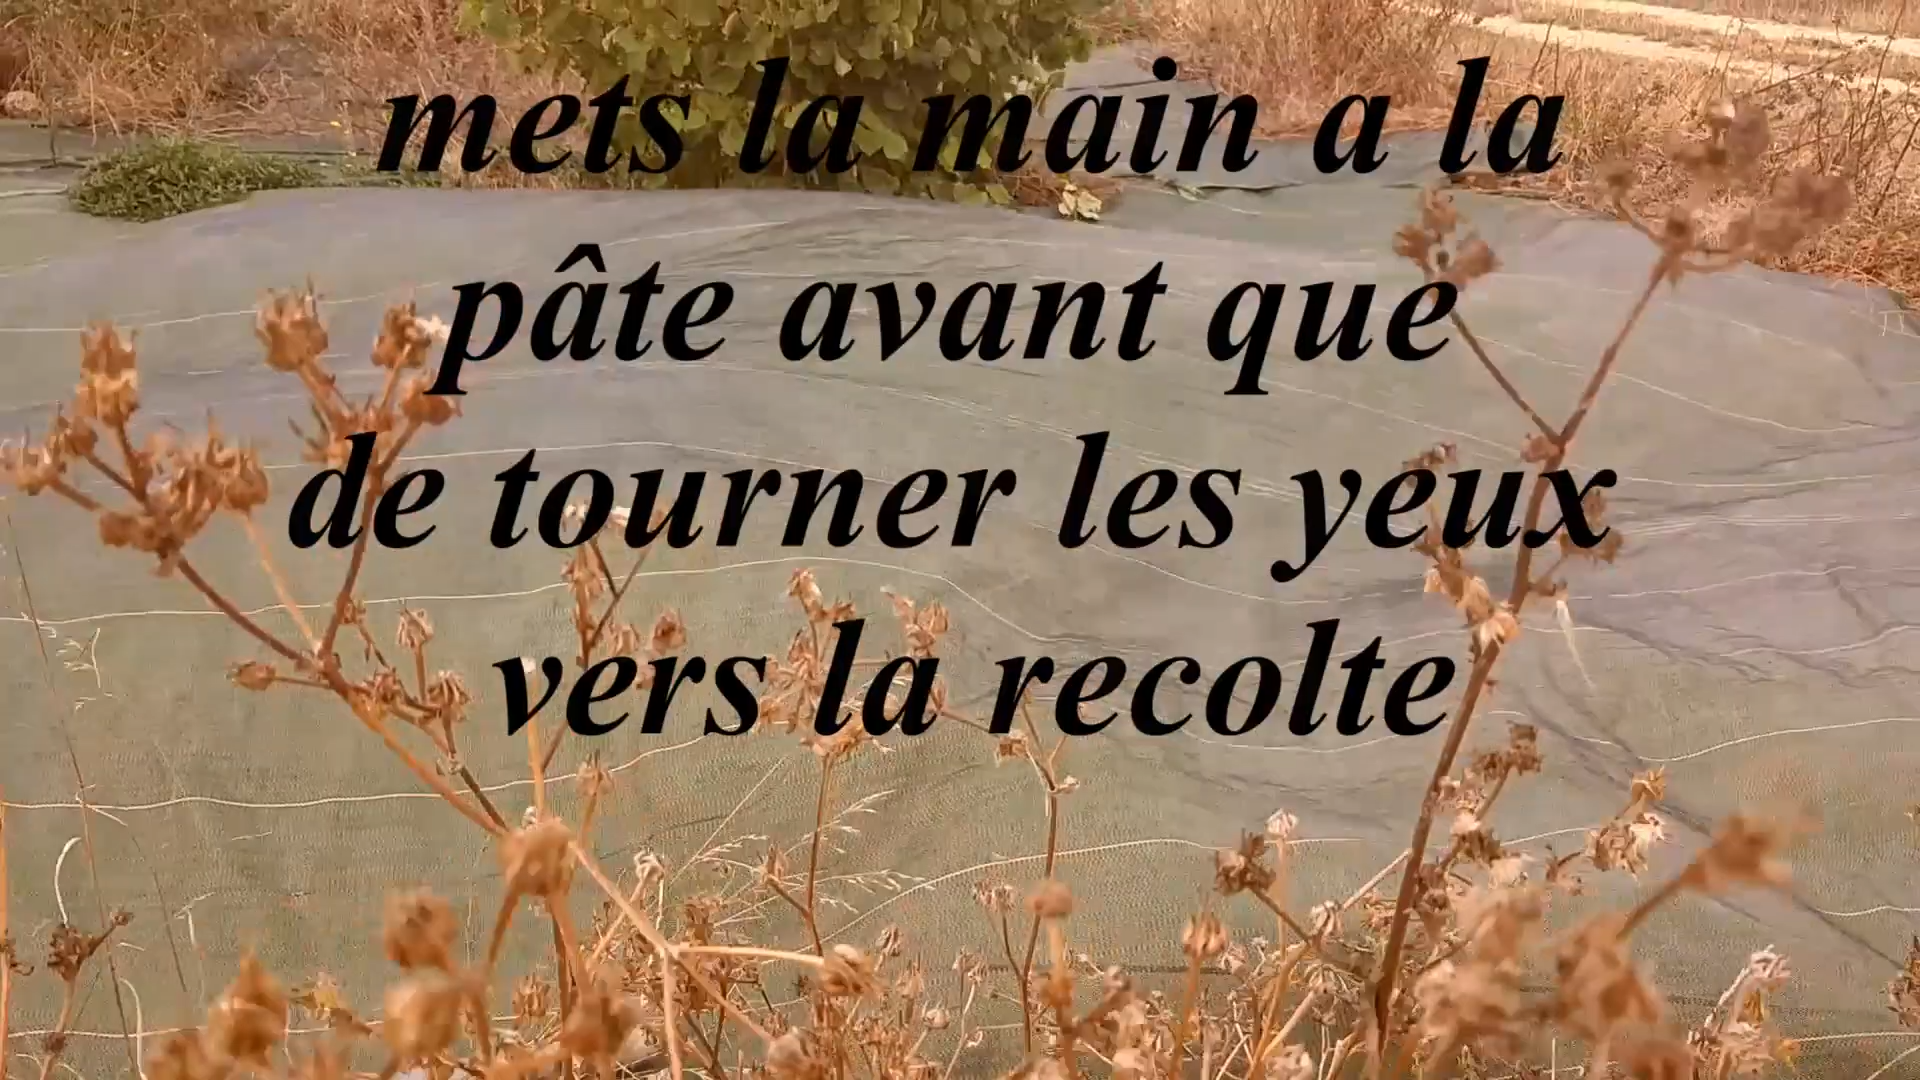 mets la main a la
pâte avant que
de tourner les yeux
vers la recolte